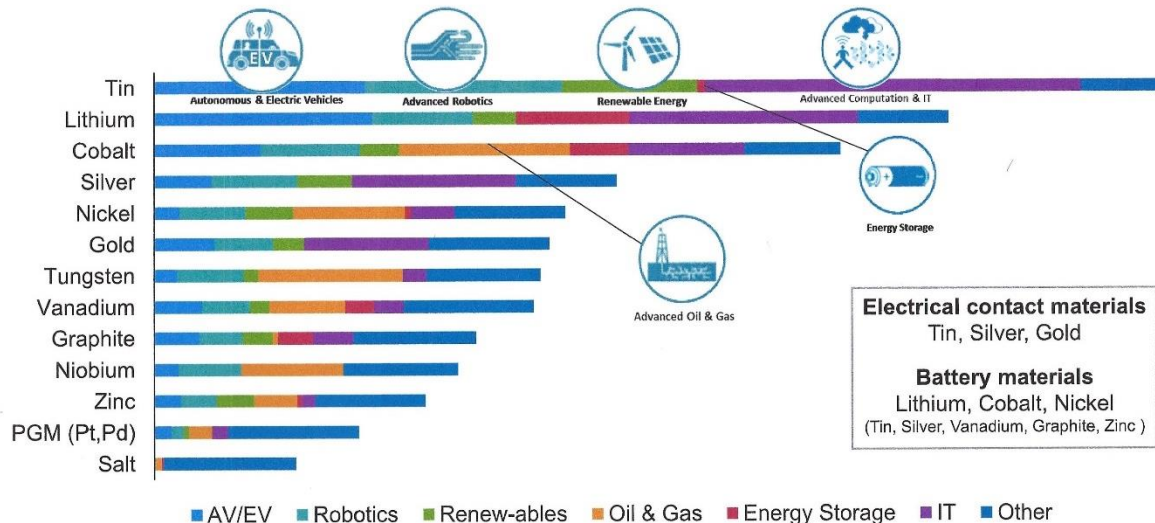 EV
Tin
Autonomous & Electric Vehicles
Advanced Robotics
Renewable Energy
Advanced Computation & IT
Lithium
Cobalt
Silver
Energy Storage
Nickel
Gold
Tungsten
Vanadium
Advanced Oil & Gas
Graphite
Niobium
Zinc
PGM (Pt,Pd)
Salt
Electrical contact materials
Tin, Silver, Gold
Battery materials
Lithium, Cobalt, Nickel
(Tin, Silver, Vanadium, Graphite, Zinc )
AV/EV Robotics Renew-ables Oil & Gas Energy Storage IT Other